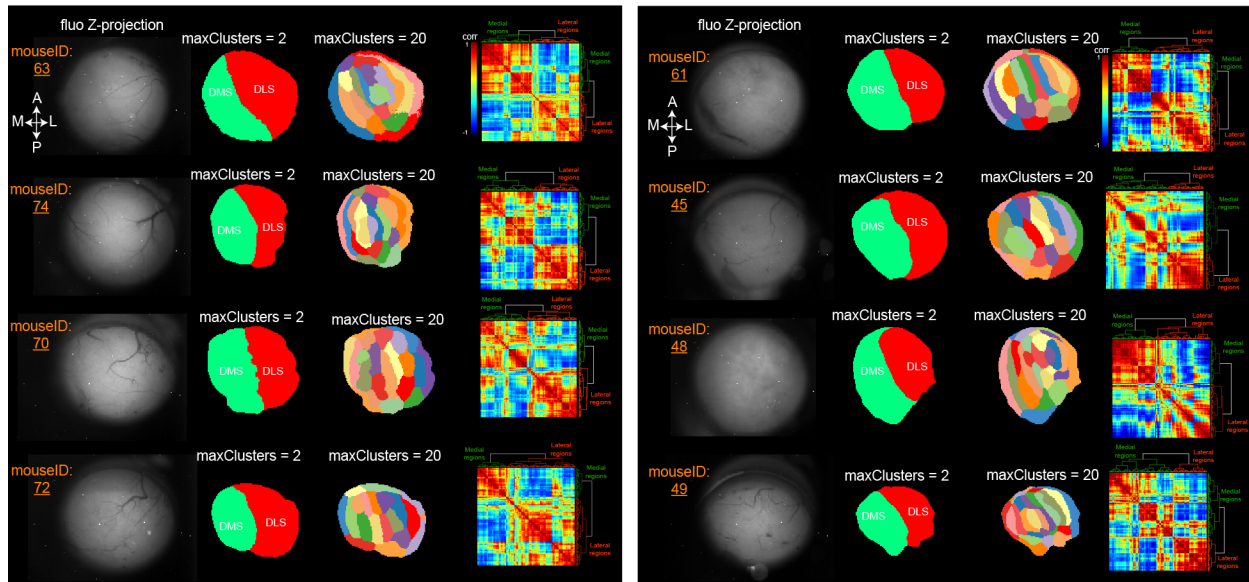 fluo Z-projection
maxClusters = 2
maxClusters = 20
Medial regions
Lateral regions
mouseID:
63
corr
1
-1
Medial
regions
Lateral
regions
A
M
L
P
DMS
DLS
maxClusters = 2
maxClusters = 20
Medial
regions
Lateral
regions
mouseID:
74
DMS
DLS
Medial
regions
Lateral
regions
maxClusters = 2
maxClusters = 20
Medial
regions
Lateral
regions
mouseID:
70
DMS
DLS
Medial
regions
Lateral
regions
maxClusters = 2
maxClusters = 20
Medial
regions
Lateral
regions
mouseID:
72
DMS
DLS
Medial
regions
Lateral
regions
fluo Z-projection
maxClusters = 2
maxClusters = 20
Medial
regions
Lateral
regions
mouseID:
61
corr
1
-1
Medial
regions
Lateral
regions
A
M
L
P
DMS
DLS
maxClusters = 2
maxClusters = 20
Medial
regions
Lateral
regions
mouseID:
45
DMS
DLS
Medial
regions
Lateral
regions
maxClusters = 2
maxClusters = 20
Medial
regions
Lateral
regions
mouseID:
48
DMS
DLS
Medial
regions
Lateral
regions
maxClusters = 2
maxClusters = 20
Medial
regions
Lateral
regions
mouseID:
49
DMS
DLS
Medial
regions
Lateral
regions